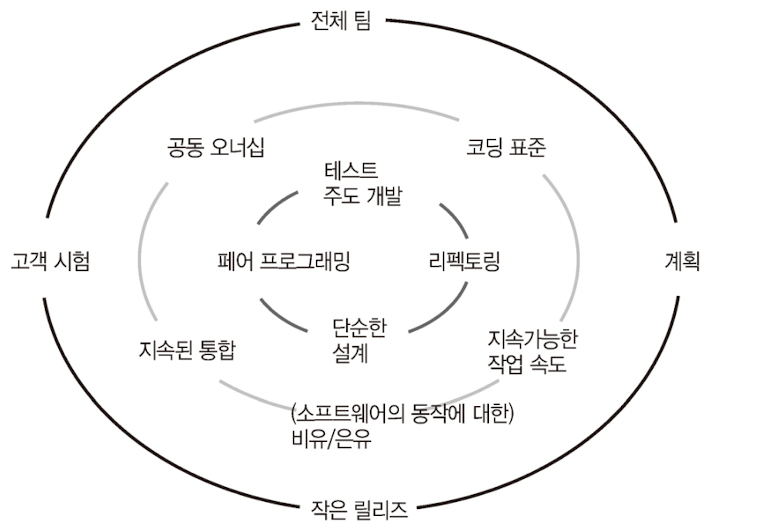 전체 팀
공동 오너십
코딩 표준
테스트
주도 개발
고객 시험
페어 프로그래밍
리펙토링
계획
지속된 통합
단순한
설계
지속가능한
작업 속도
(소프트웨어의 동작에 대한)
비유/은유
작은 릴리즈